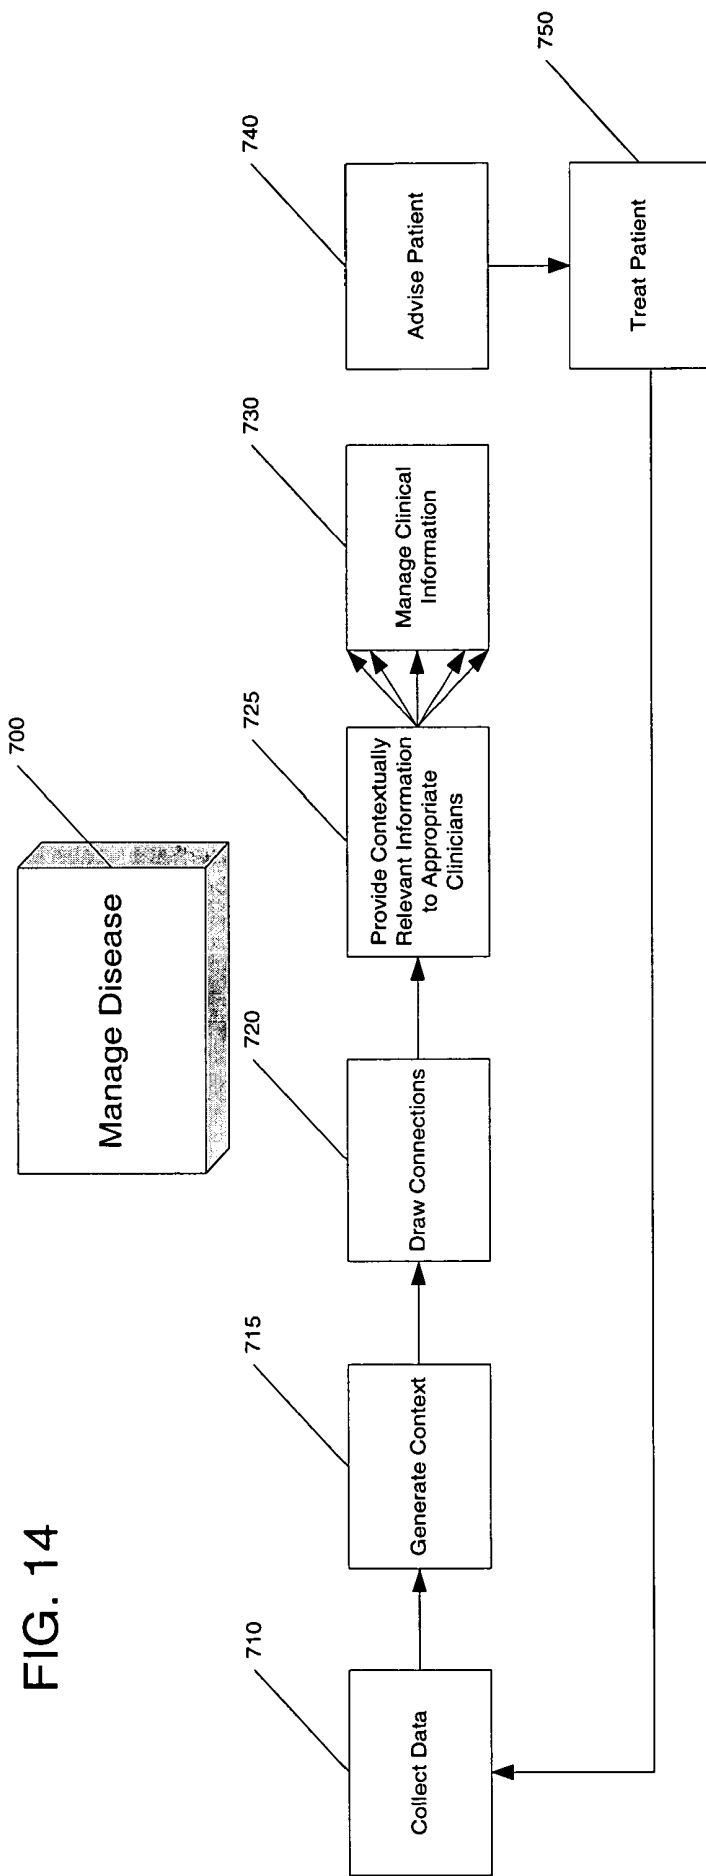 FIG. 14
Manage Disease
700
710
Collect Data
715
Generate Context
720
Draw Connections
725
Provide Contextually
Relevant Information
to Appropriate
Clinicians
730
Manage Clinical
Information
740
Advise Patient
750
Treat Patient